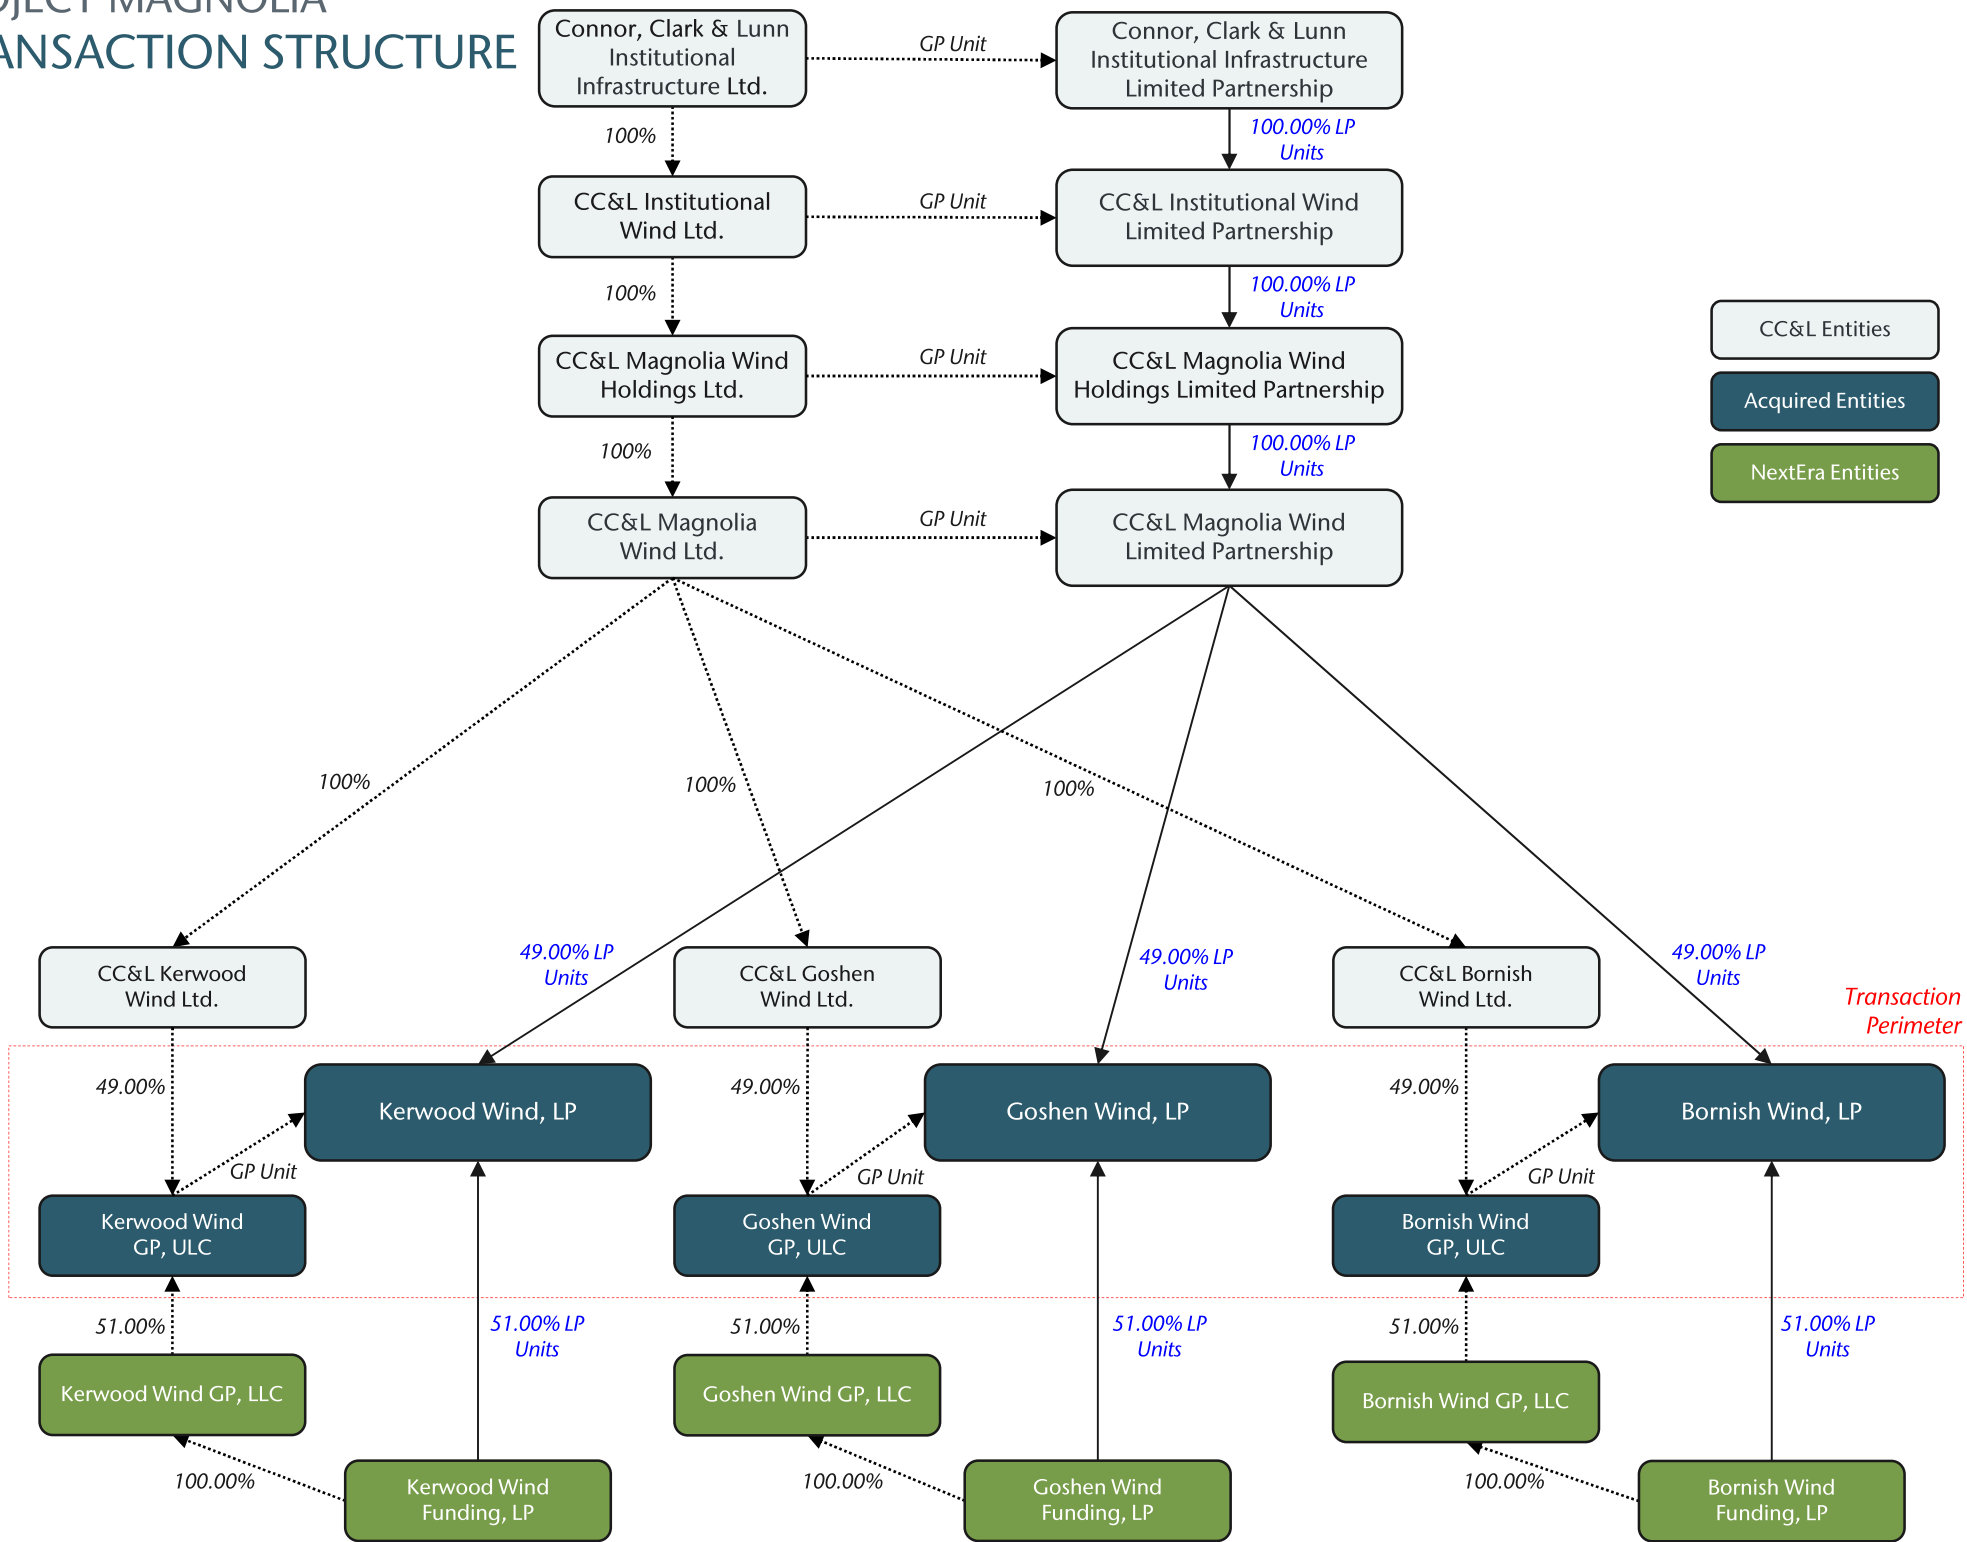 OJECT MAGNOLIA
ANSACTION STRUCTURE
Connor, Clark & Lunn
Institutional
Infrastructure Ltd.
GP Unit
Connor, Clark & Lunn
Institutional Infrastructure
Limited Partnership
100%
100.00% LP
Units
CC&L Institutional
Wind Ltd.
GP Unit
CC&L Institutional Wind
Limited Partnership
100%
100.00% LP
Units
CC&L Entities
Acquired Entities
NextEra Entities
CC&L Magnolia Wind
Holdings Ltd.
GP Unit
CC&L Magnolia Wind
Holdings Limited Partnership
100%
100.00% LP
Units
CC&L Magnolia
Wind Ltd.
GP Unit
CC&L Magnolia Wind
Limited Partnership
100%
100%
100%
49.00% LP
Units
49.00% LP
Units
49.00% LP
Units
CC&L Kerwood
Wind Ltd.
CC&L Goshen
Wind Ltd.
CC&L Bornish
Wind Ltd.
Transaction
Perimeter
49.00%
Kerwood Wind, LP
49.00%
Goshen Wind, LP
49.00%
Bornish Wind, LP
GP Unit
GP Unit
GP Unit
Kerwood Wind
GP, ULC
Goshen Wind
GP, ULC
Bornish Wind
GP, ULC
51.00%
51.00% LP
Units
51.00%
51.00% LP
Units
51.00%
51.00% LP
Units
Kerwood Wind GP, LLC
Goshen Wind GP, LLC
Bornish Wind GP, LLC
100.00%
Kerwood Wind
Funding, LP
100.00%
Goshen Wind
Funding, LP
100.00%
Bornish Wind
Funding, LP